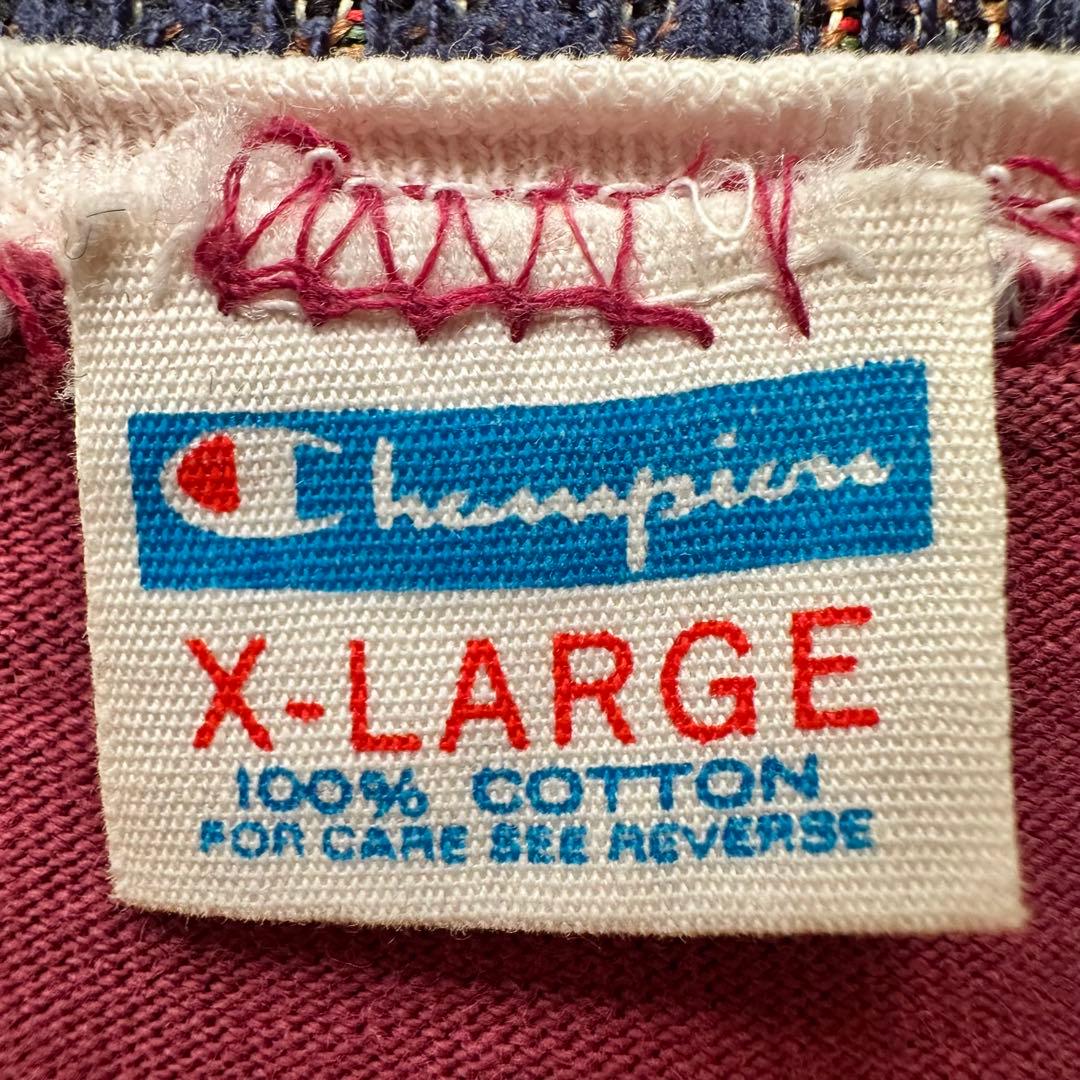 Champion
X-LARGE
100% COTTON
FOR CARE SEE REVERSE